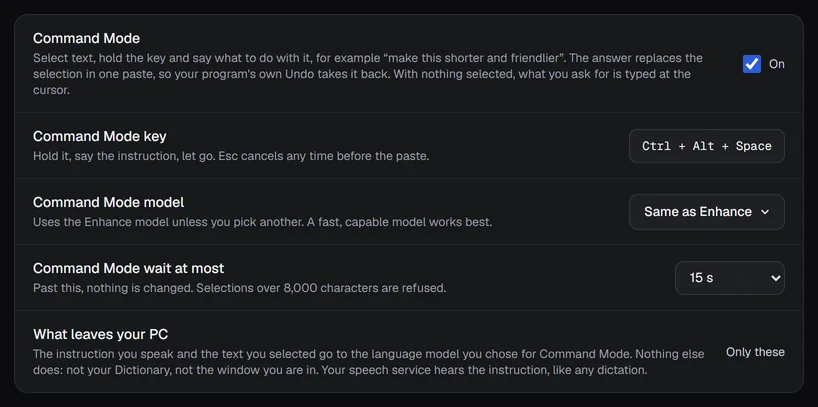 Command Mode
Select text, hold the key and say what to do with it, for example “make this shorter and friendlier”. The answer replaces the
selection in one paste, so your program's own Undo takes it back. With nothing selected, what you ask for is typed at the
cursor.
On
Command Mode key
Hold it, say the instruction, let go. Esc cancels any time before the paste.
Ctrl + Alt + Space
Command Mode model
Uses the Enhance model unless you pick another. A fast, capable model works best.
Same as Enhance
Command Mode wait at most
Past this, nothing is changed. Selections over 8,000 characters are refused.
15 s
What leaves your PC
The instruction you speak and the text you selected go to the language model you chose for Command Mode. Nothing else
does: not your Dictionary, not the window you are in. Your speech service hears the instruction, like any dictation.
Only these